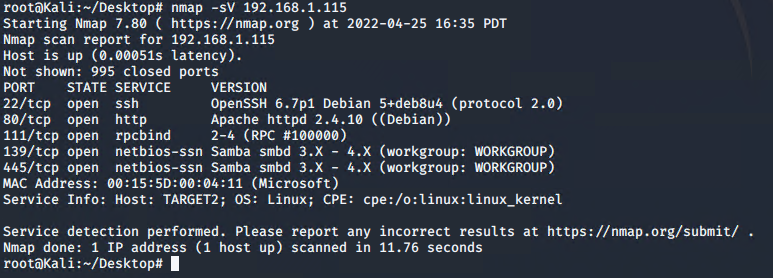 root@Kali:~/Desktop# nmap -sV 192.168.1.115
Starting Nmap 7.80 ( https://nmap.org ) at 2022-04-25 16:35 PDT
Nmap scan report for 192.168.1.115
Host is up (0.00051s latency).
Not shown: 995 closed ports
PORT    STATE SERVICE     VERSION
22/tcp  open  ssh         OpenSSH 6.7p1 Debian 5+deb8u4 (protocol 2.0)
80/tcp  open  http        Apache httpd 2.4.10 ((Debian))
111/tcp open  rpcbind     2-4 (RPC #100000)
139/tcp open  netbios-ssn Samba smbd 3.X - 4.X (workgroup: WORKGROUP)
445/tcp open  netbios-ssn Samba smbd 3.X - 4.X (workgroup: WORKGROUP)
MAC Address: 00:15:5D:00:04:11 (Microsoft)
Service Info: Host: TARGET2; OS: Linux; CPE: cpe:/o:linux:linux_kernel
Service detection performed. Please report any incorrect results at https://nmap.org/submit/ .
Nmap done: 1 IP address (1 host up) scanned in 11.76 seconds
root@Kali:~/Desktop#